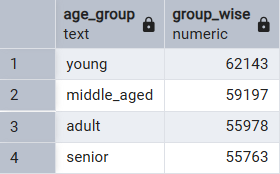 age_group group_wise
text numeric
1 young 62143
2 middle_aged 59197
3 adult 55978
4 senior 55763